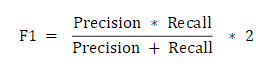 Precision * Recall
F1 = ―――――――― * 2
Precision + Recall